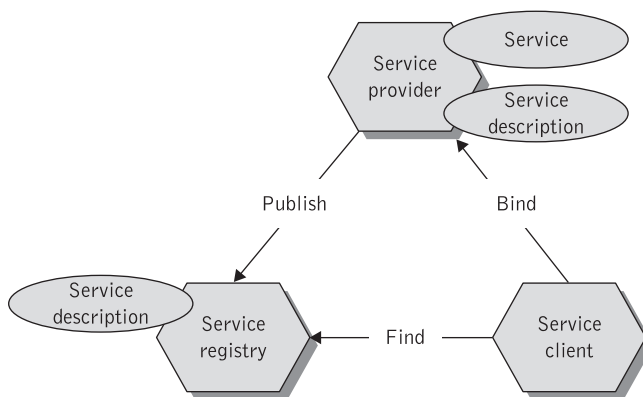 Service
Service
provider
Service
description
Publish
Bind
Service
description
Service
registry
Find
Service
client